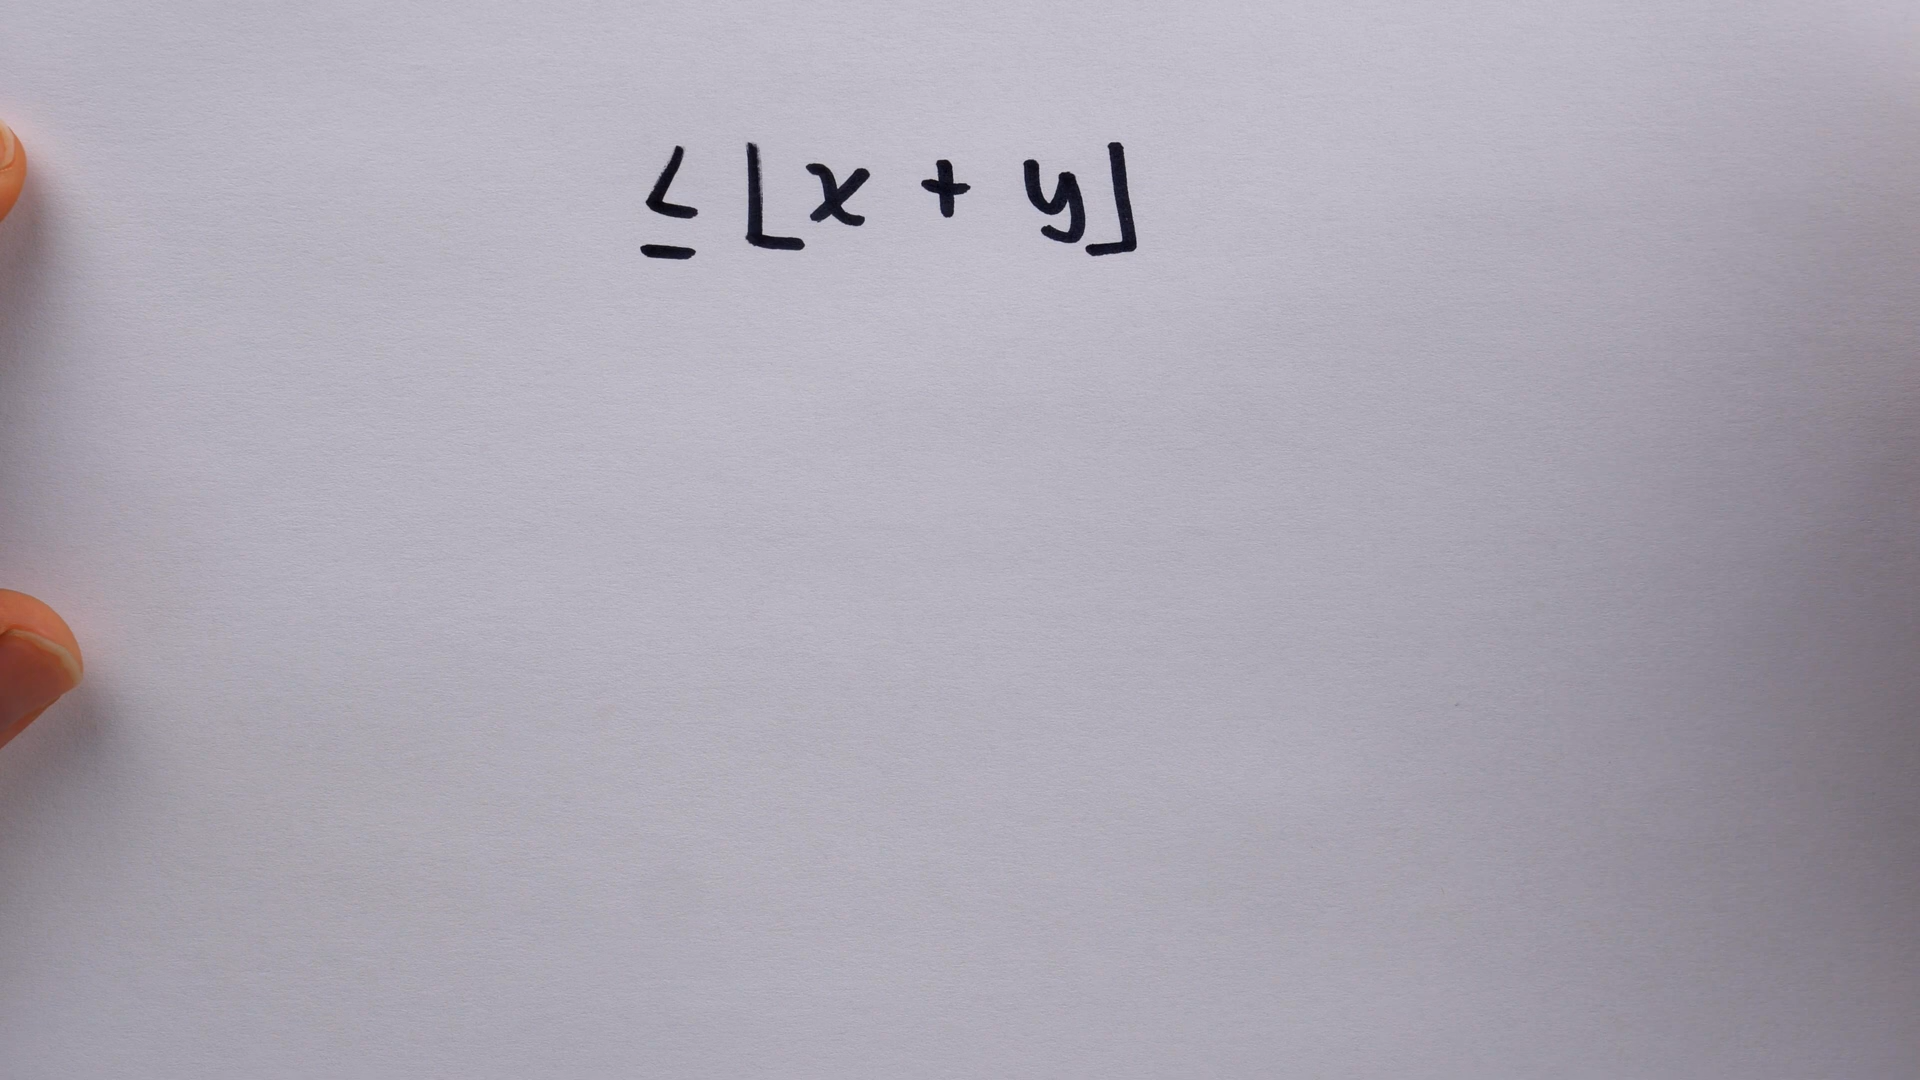 ≤ ⌊x + y⌋